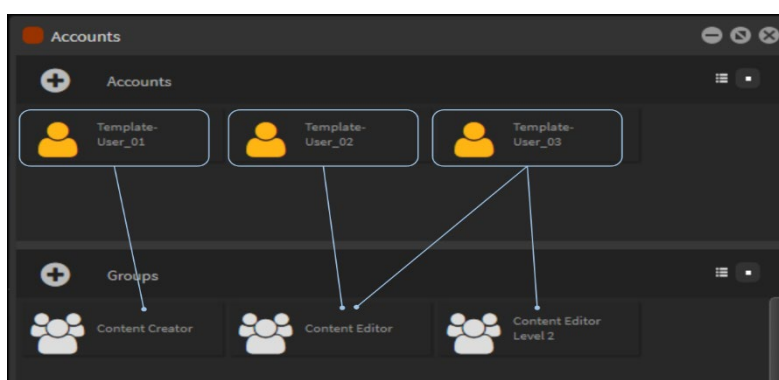 Accounts
Accounts
Template-
User_01
Template-
User_02
Template-
User_03
Groups
Content Creator
Content Editor
Content Editor
Level 2